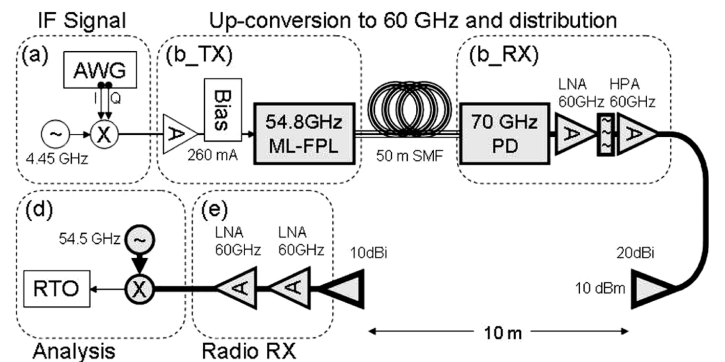 IF Signal
Up-conversion to 60 GHz and distribution
(a)
AWG
I
Q
~
X
4.45 GHz
(b_TX)
A
Bias
260 mA
54.8GHz
ML-FPL
50 m SMF
(b_RX)
70 GHz
PD
LNA
60GHz
HPA
60GHz
A
A
(d)
54.5 GHz
~
X
RTO
Analysis
(e)
LNA
60GHz
LNA
60GHz
A
A
Radio RX
10dBi
20dBi
10 dBm
10 m